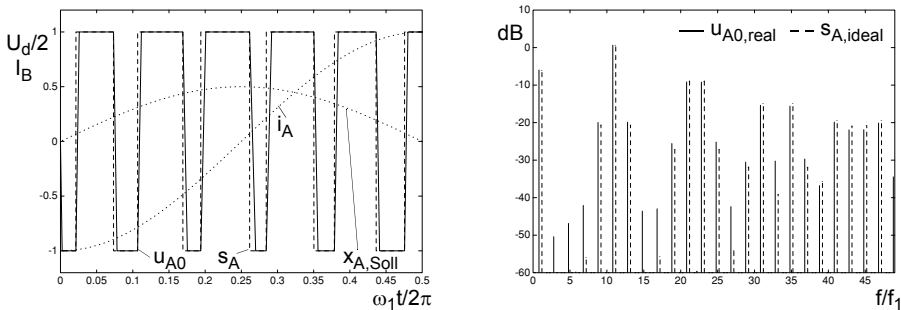 U_d/2
I_B
1
0.5
0
-0.5
-1
0 0.05 0.1 0.15 0.2 0.25 0.3 0.35 0.4 0.45 0.5
i_A
u_A0 s_A x_A,Soll
ω_1t/2π
dB
u_A0,real s_A,ideal
10
0
-10
-20
-30
-40
-50
-60
0 5 10 15 20 25 30 35 40 45
f/f_1